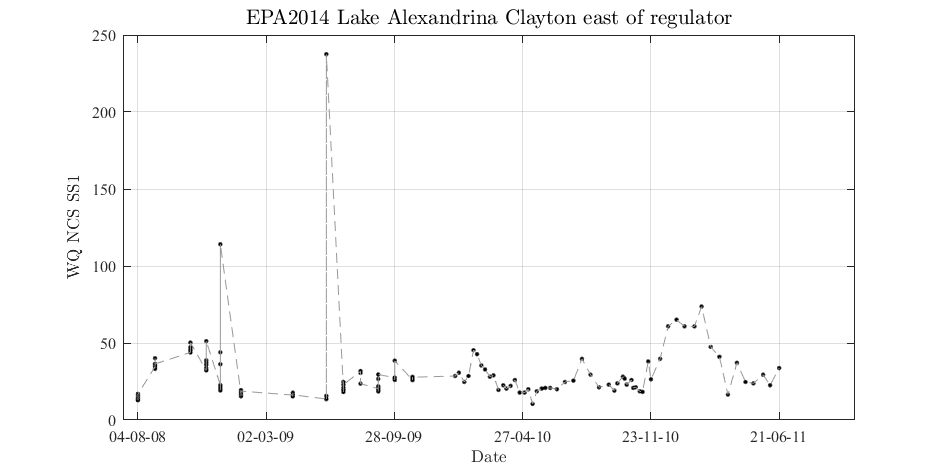 EPA2014 Lake Alexandrina Clayton east of regulator
WQ NCS SS1
250
200
150
100
50
0
04-08-08 02-03-09 28-09-09 27-04-10 23-11-10 21-06-11
Date